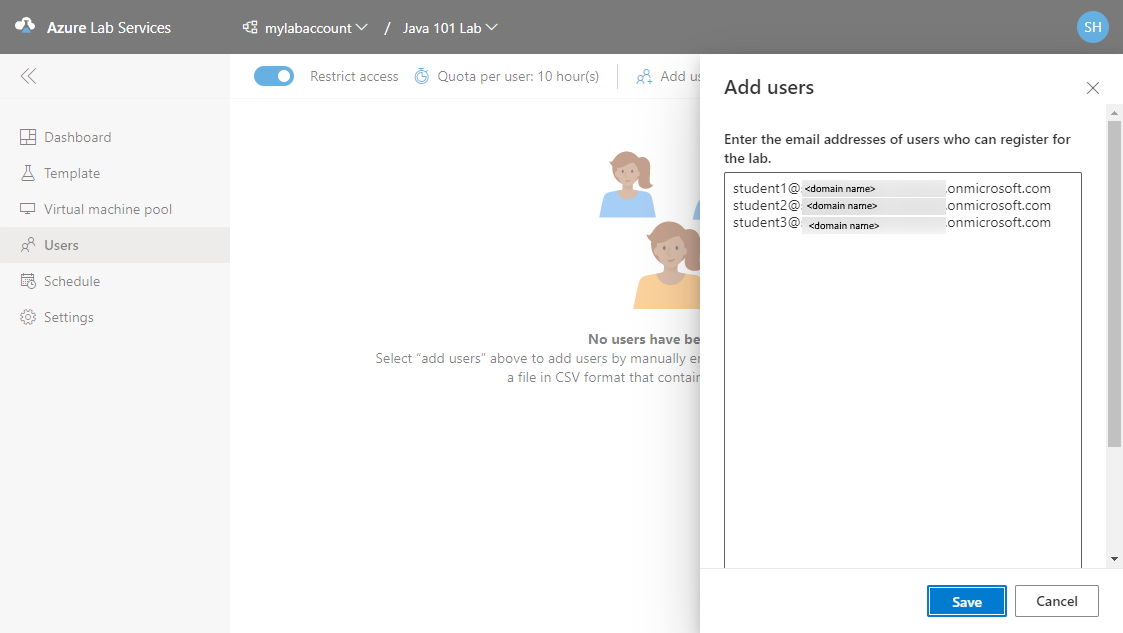 Azure Lab Services
mylabaccount / Java 101 Lab
SH
Restrict access
Quota per user: 10 hour(s)
Add us
Dashboard
Template
Virtual machine pool
Users
Schedule
Settings
No users have be
Select “add users” above to add users by manually er
a file in CSV format that contair
Add users
Enter the email addresses of users who can register for
the lab.
student1@ <domain name> .onmicrosoft.com
student2@ <domain name> .onmicrosoft.com
student3@ <domain name> .onmicrosoft.com
Save
Cancel